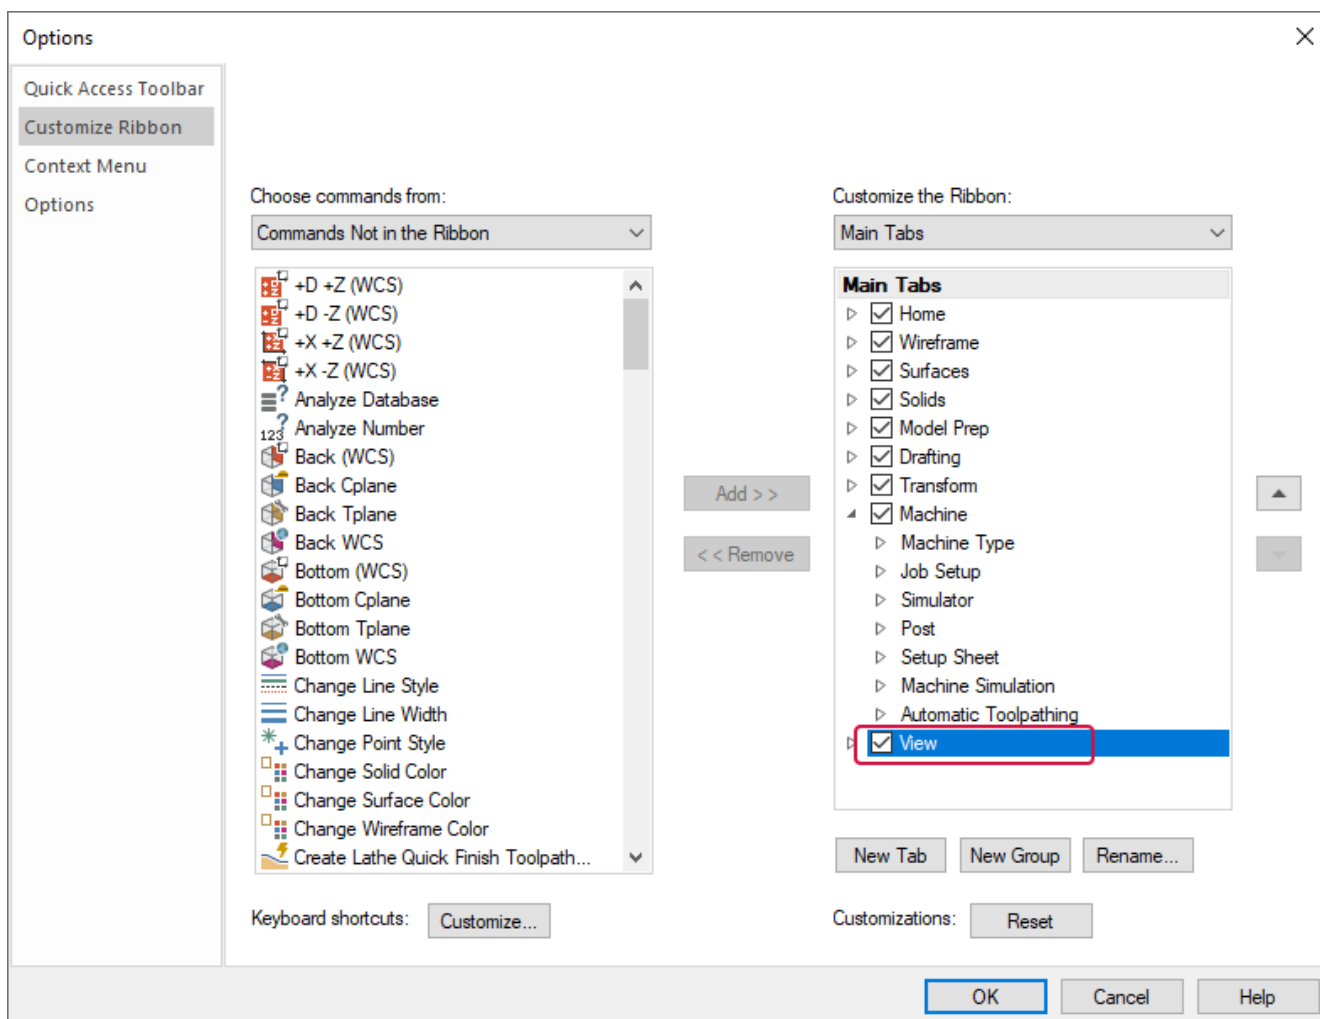 Options
Quick Access Toolbar
Customize Ribbon
Context Menu
Options
Choose commands from:
Commands Not in the Ribbon
+D +Z (WCS)
+D -Z (WCS)
+X +Z (WCS)
+X -Z (WCS)
Analyze Database
Analyze Number
Back (WCS)
Back Cplane
Back Tplane
Back WCS
Bottom (WCS)
Bottom Cplane
Bottom Tplane
Bottom WCS
Change Line Style
Change Line Width
Change Point Style
Change Solid Color
Change Surface Color
Change Wireframe Color
Create Lathe Quick Finish Toolpath...
Keyboard shortcuts:
Customize...
Add > >
< < Remove
Customize the Ribbon:
Main Tabs
Main Tabs
Home
Wireframe
Surfaces
Solids
Model Prep
Drafting
Transform
Machine
Machine Type
Job Setup
Simulator
Post
Setup Sheet
Machine Simulation
Automatic Toolpathing
View
New Tab
New Group
Rename...
Customizations:
Reset
OK
Cancel
Help